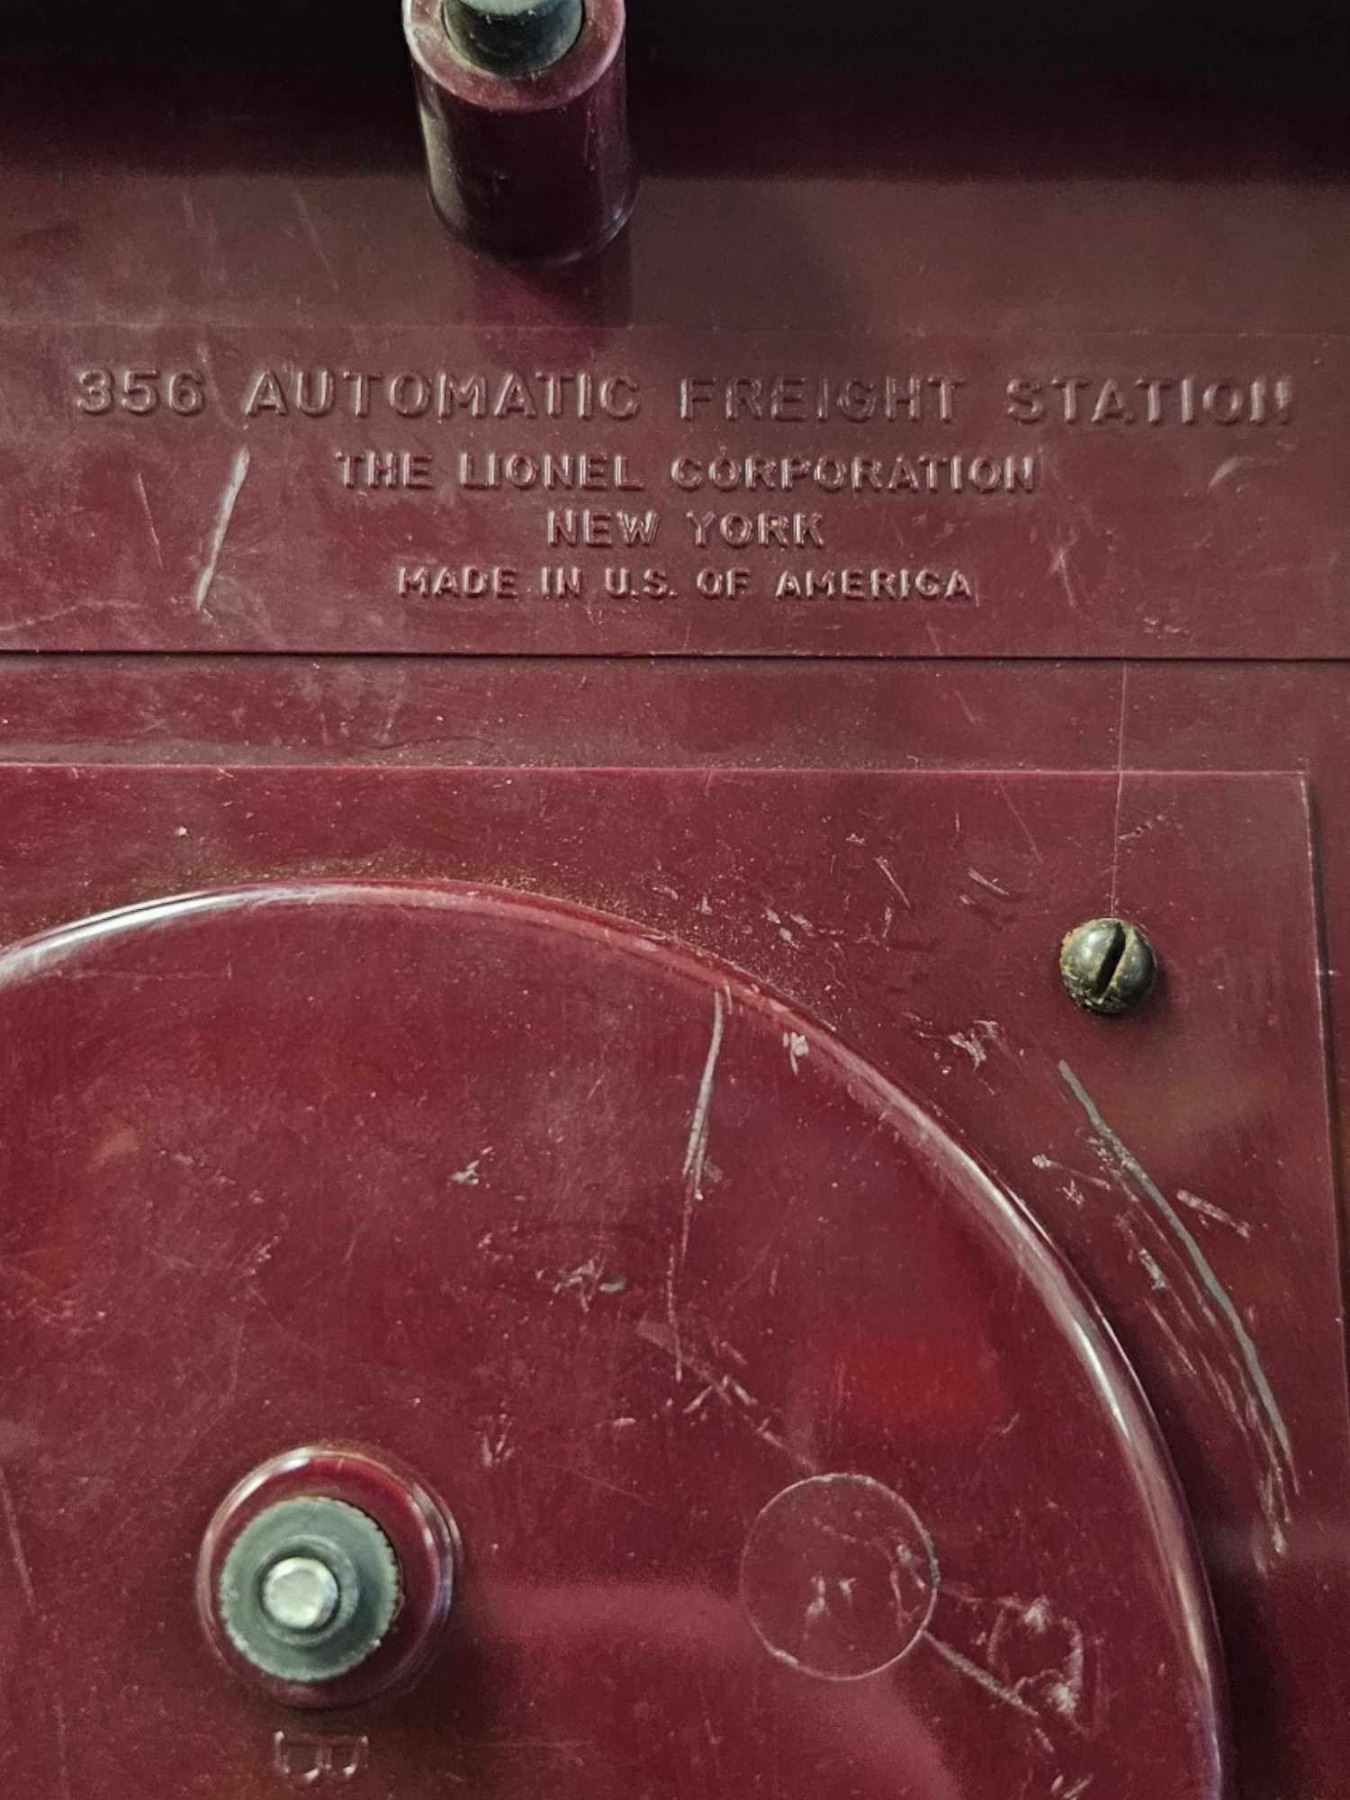 356 AUTOMATIC FREIGHT STATION
THE LIONEL CORPORATION
NEW YORK
MADE IN U.S. OF AMERICA
B